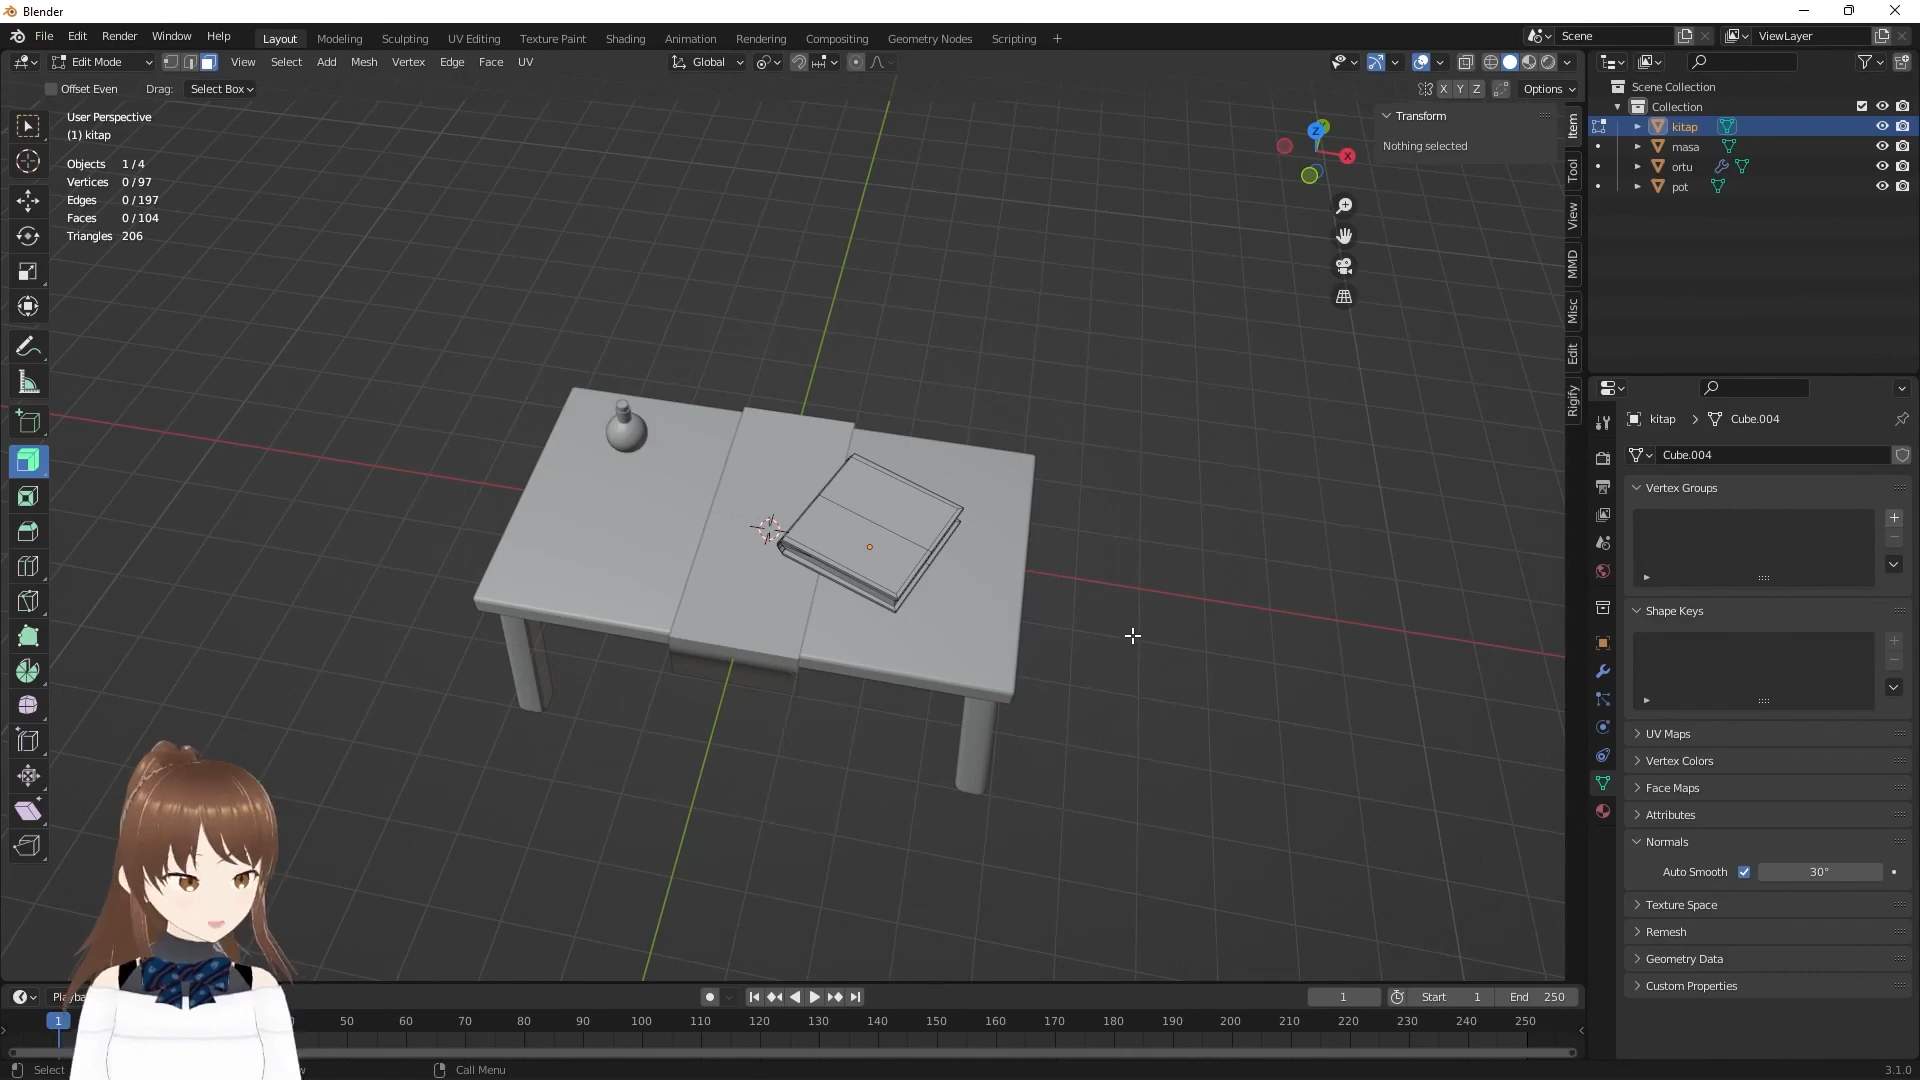 Blender
File Edit Render Window Help
Layout Modeling Sculpting UV Editing Texture Paint Shading Animation Rendering Compositing Geometry Nodes Scripting +
Scene
ViewLayer
Edit Mode
View Select Add Mesh Vertex Edge Face UV
Global
Offset Even Drag: Select Box
X Y Z Options
User Perspective
(1) kitap
Objects 1/4
Vertices 0/97
Edges 0/197
Faces 0/104
Triangles 206
Transform
Nothing selected
Z
X
Item
Tool
View
MMD
Misc
Edit
Rigify
Scene Collection
Collection
kitap
masa
ortu
pot
kitap > Cube.004
Cube.004
Vertex Groups
Shape Keys
UV Maps
Vertex Colors
Face Maps
Attributes
Normals
Auto Smooth 30°
Texture Space
Remesh
Geometry Data
Custom Properties
1 Start 1 End 250
1 50 60 70 80 90 100 110 120 130 140 150 160 170 180 190 200 210 220 230 240 250
Select
Call Menu
3.1.0